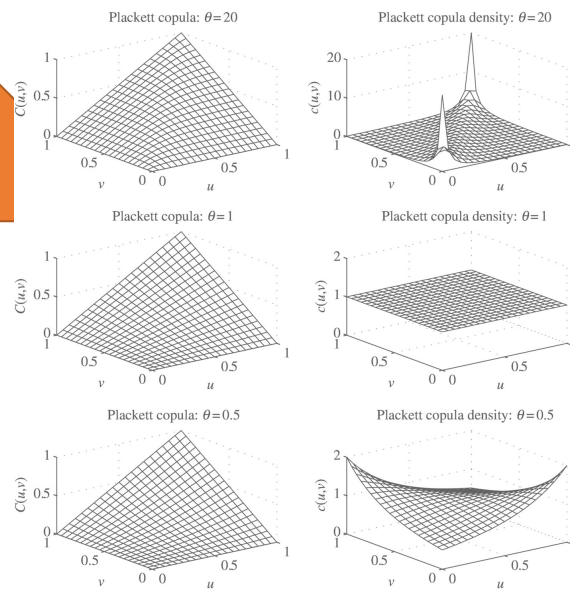 Plackett copula: θ=20
1
0.5
0
1
0.5
0 0
0.5
1
C(u,v)
v
u
Plackett copula density: θ=20
20
10
0
1
0.5
0 0
0.5
c(u,v)
v
u
Plackett copula: θ=1
1
0.5
0
1
0.5
0 0
0.5
1
C(u,v)
v
u
Plackett copula density: θ=1
2
1
0
1
0.5
0 0
0.5
c(u,v)
v
u
Plackett copula: θ=0.5
1
0.5
0
1
0.5
0 0
0.5
1
C(u,v)
v
u
Plackett copula density: θ=0.5
2
1
0
1
0.5
0 0
0.5
c(u,v)
v
u